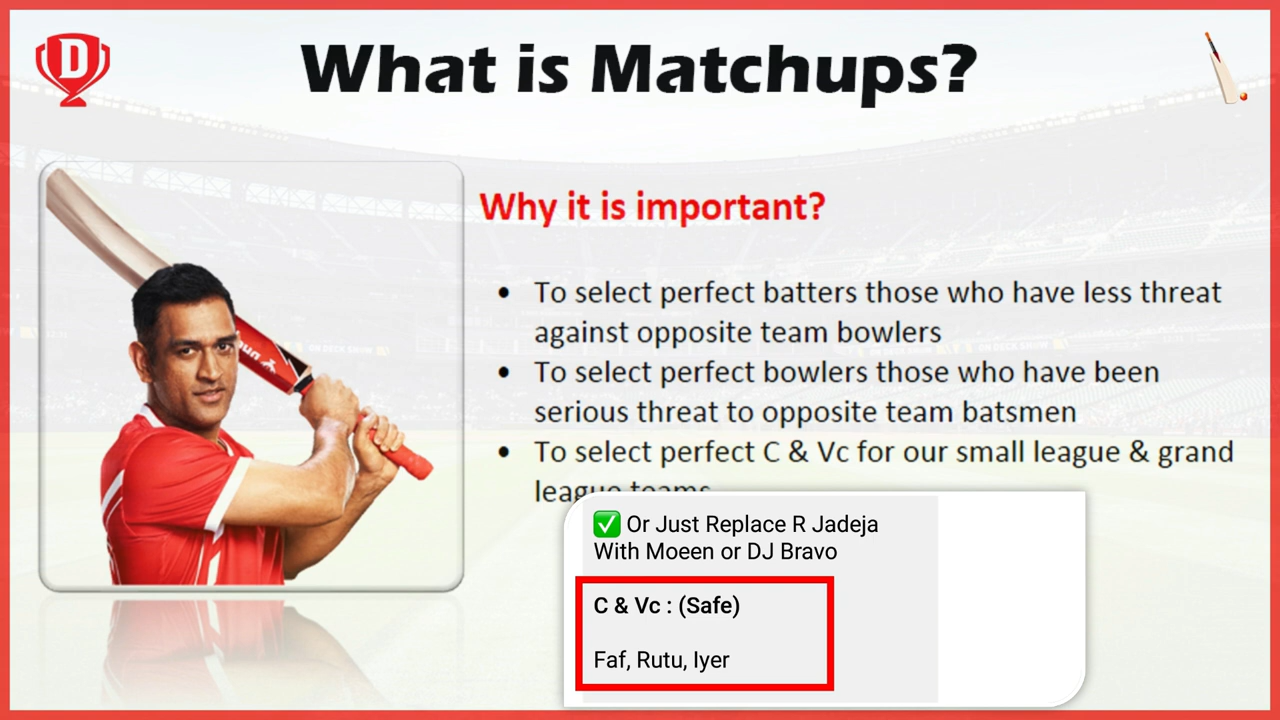 D
What is Matchups?
Why it is important?
• To select perfect batters those who have less threat
against opposite team bowlers
• To select perfect bowlers those who have been
serious threat to opposite team batsmen
• To select perfect C & Vc for our small league & grand
league teams
✅ Or Just Replace R Jadeja
With Moeen or DJ Bravo
C & Vc : (Safe)
Faf, Rutu, Iyer